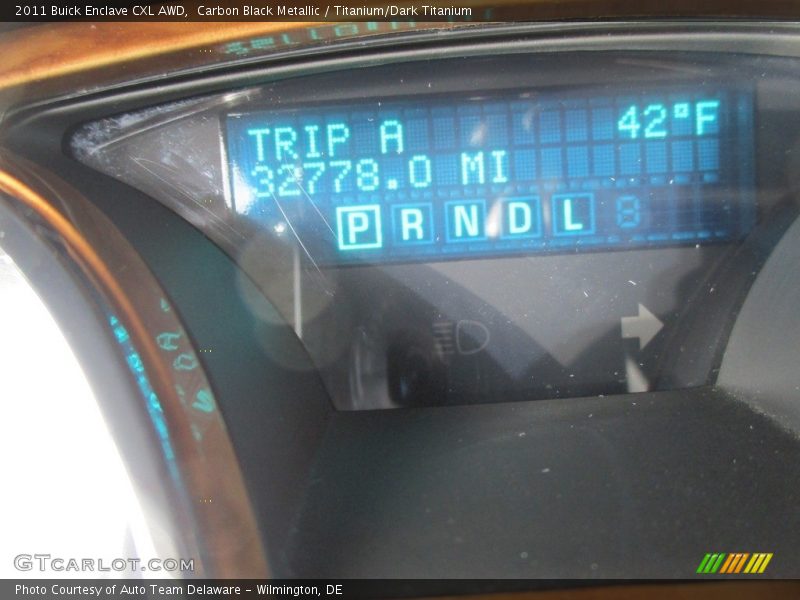 2011 Buick Enclave CXL AWD,  Carbon Black Metallic / Titanium/Dark Titanium
TRIP A 42°F
32778.0 MI
P R N D L
GTcarlot.com
Photo Courtesy of Auto Team Delaware - Wilmington, DE